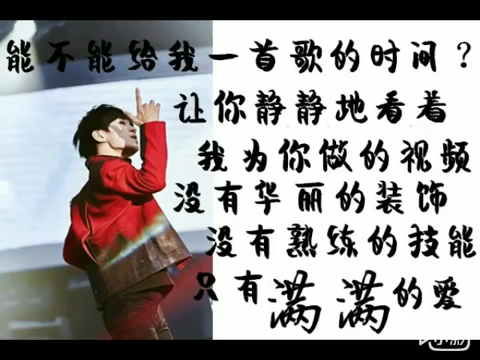 能不能给我一首歌的时间？
让你静静地看着
我为你做的视频
没有华丽的装饰
没有熟练的技能
只有满满的爱